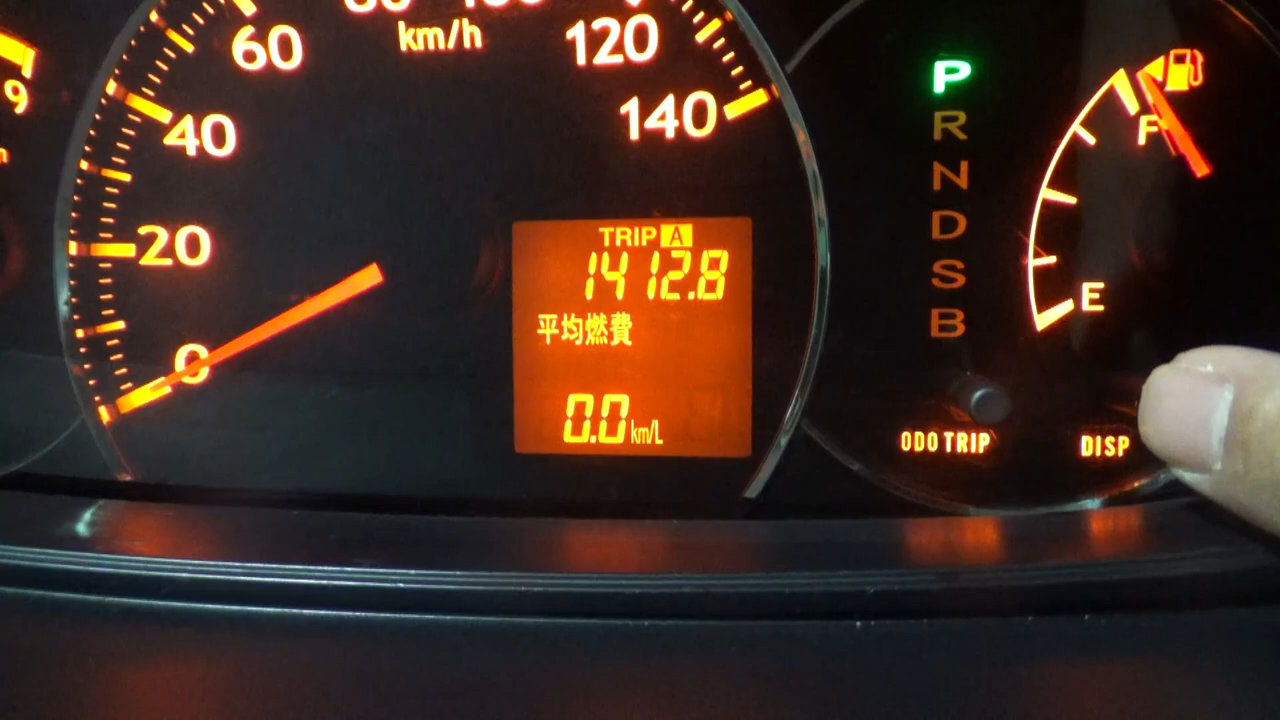 9
60
km/h
120
140
40
20
0
TRIP A
1412.8
平均燃費
0.0 km/L
P
R
N
D
S
B
F
E
ODO TRIP
DISP